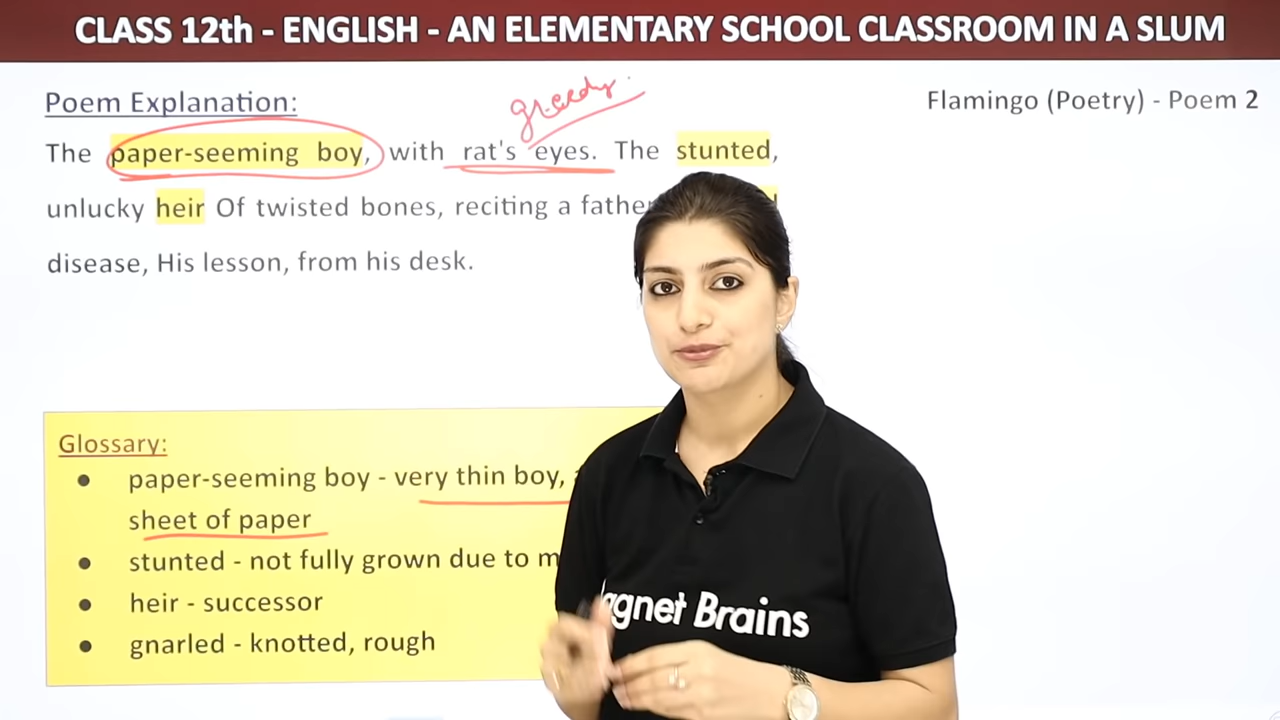 CLASS 12th - ENGLISH - AN ELEMENTARY SCHOOL CLASSROOM IN A SLUM
Poem Explanation:
Flamingo (Poetry) - Poem 2
greedy
The paper-seeming boy, with rat's eyes. The stunted,
unlucky heir Of twisted bones, reciting a father
disease, His lesson, from his desk.
Glossary:
● paper-seeming boy - very thin boy,
sheet of paper
● stunted - not fully grown due to m
● heir - successor
● gnarled - knotted, rough
agnet Brains